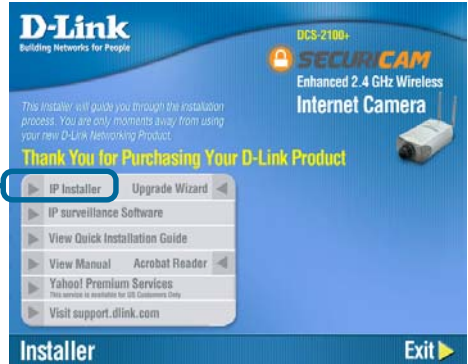 D-Link
Building Networks for People
DCS-2100+
SECURICAM
Enhanced 2.4 GHz Wireless
Internet Camera
This Installer will guide you through the installation
process. You are only moments away from using
your new D-Link Networking Product.
Thank You for Purchasing Your D-Link Product
IP Installer Upgrade Wizard
IP surveillance Software
View Quick Installation Guide
View Manual Acrobat Reader
Yahoo! Premium Services
This service is available for US Customers Only
Visit support.dlink.com
Installer Exit